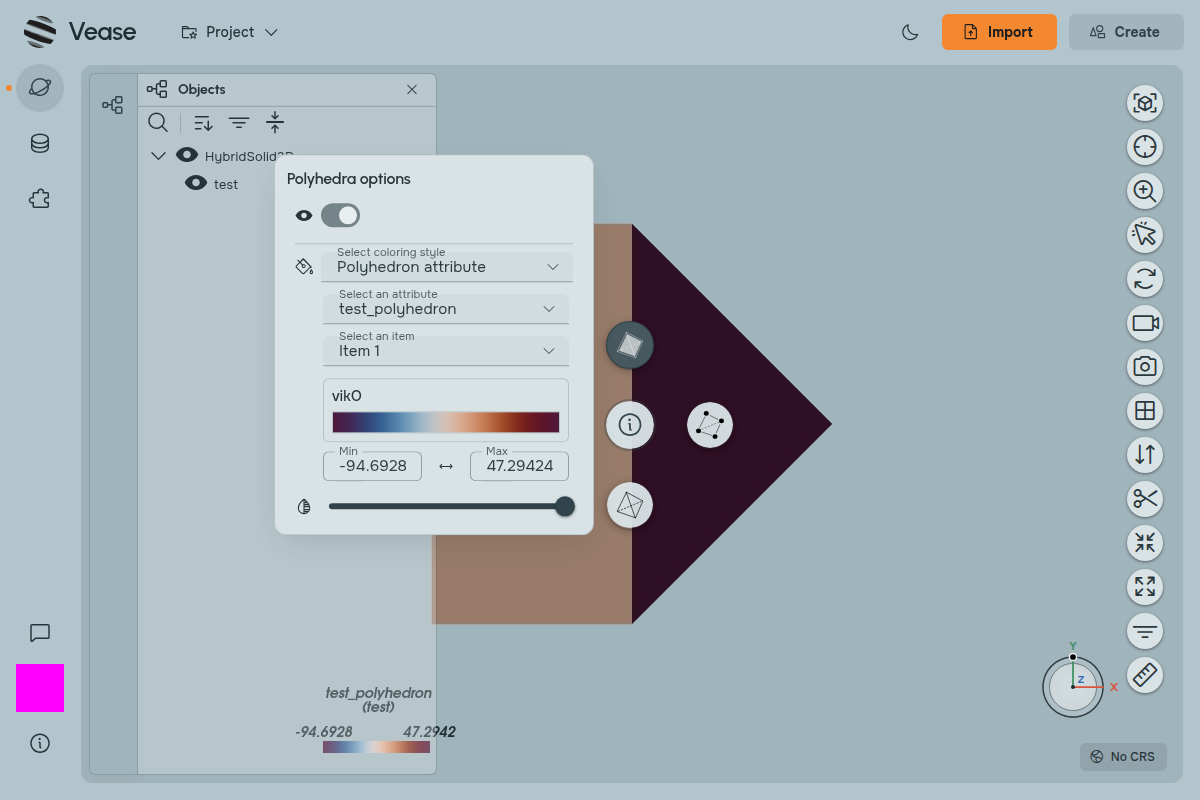 Vease
Project
Import
Create
Objects
HybridSolid3D
test
Polyhedra options
Select coloring style
Polyhedron attribute
Select an attribute
test_polyhedron
Select an item
Item 1
vikO
Min
-94.6928
Max
47.29424
test_polyhedron
(test)
-94.6928 47.2942
Y
Z
X
No CRS